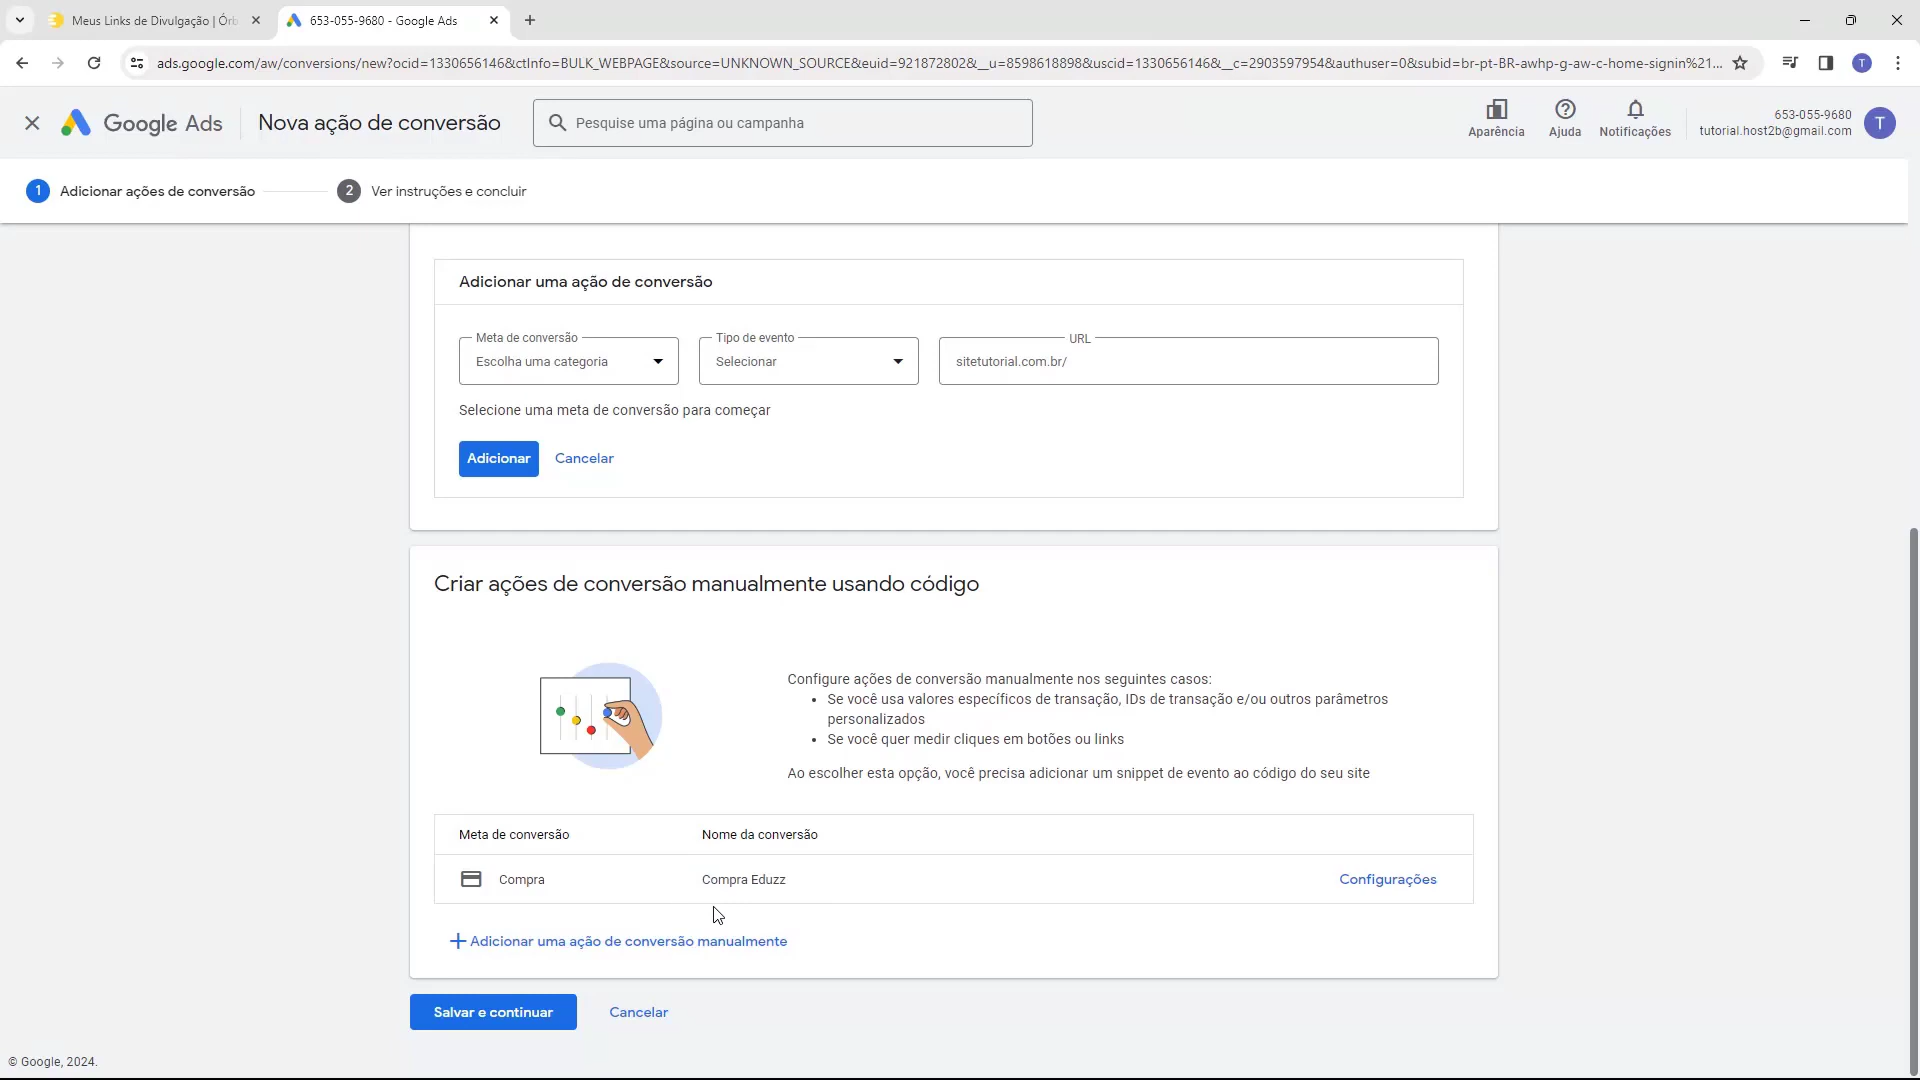 Meus Links de Divulgação | Órb
653-055-9680 - Google Ads
ads.google.com/aw/conversions/new?ocid=1330656146&ctInfo=BULK_WEBPAGE&source=UNKNOWN_SOURCE&euid=921872802&__u=8598618898&uscid=1330656146&__c=2903597954&authuser=0&subid=br-pt-BR-awhp-g-aw-c-home-signin%21...
T
Google Ads
Nova ação de conversão
Pesquise uma página ou campanha
Aparência
Ajuda
Notificações
653-055-9680
tutorial.host2b@gmail.com
T
1 Adicionar ações de conversão
2 Ver instruções e concluir
Adicionar uma ação de conversão
Meta de conversão
Escolha uma categoria
Tipo de evento
Selecionar
URL
sitetutorial.com.br/
Selecione uma meta de conversão para começar
Adicionar
Cancelar
Criar ações de conversão manualmente usando código
Configure ações de conversão manualmente nos seguintes casos:
• Se você usa valores específicos de transação, IDs de transação e/ou outros parâmetros
personalizados
• Se você quer medir cliques em botões ou links
Ao escolher esta opção, você precisa adicionar um snippet de evento ao código do seu site
Meta de conversão
Nome da conversão
Compra
Compra Eduzz
Configurações
+ Adicionar uma ação de conversão manualmente
Salvar e continuar
Cancelar
© Google, 2024.